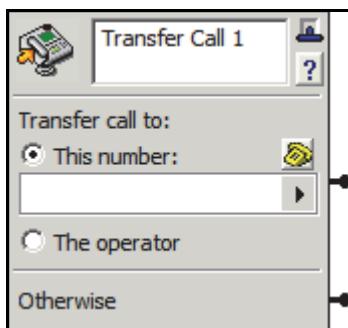 Transfer Call 1
?
Transfer call to:
This number:
The operator
Otherwise